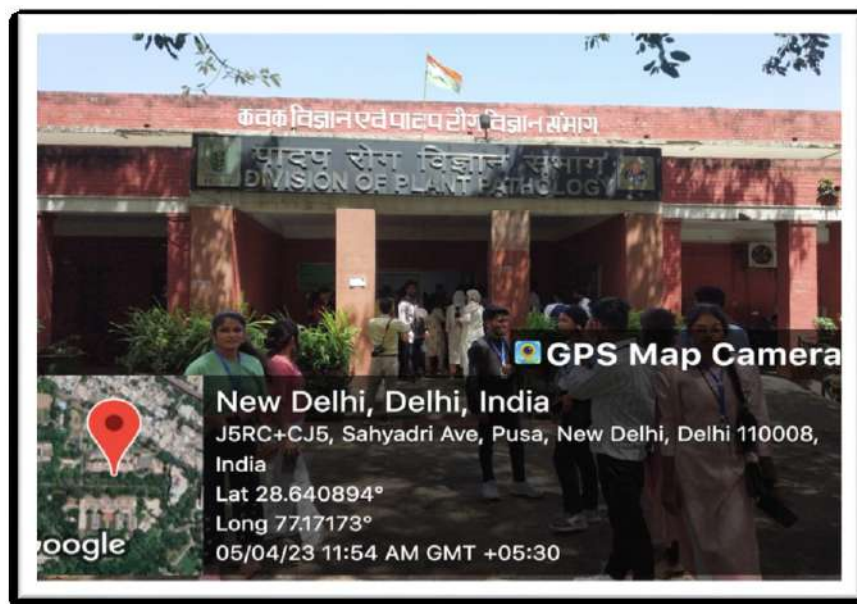 कवक विज्ञान एवं पादप रोग विज्ञान संभाग
पादप रोग विज्ञान संभाग
DIVISION OF PLANT PATHOLOGY
GPS Map Camera
New Delhi, Delhi, India
J5RC+CJ5, Sahyadri Ave, Pusa, New Delhi, Delhi 110008,
India
Lat 28.640894°
Long 77.17173°
05/04/23 11:54 AM GMT +05:30
oogle